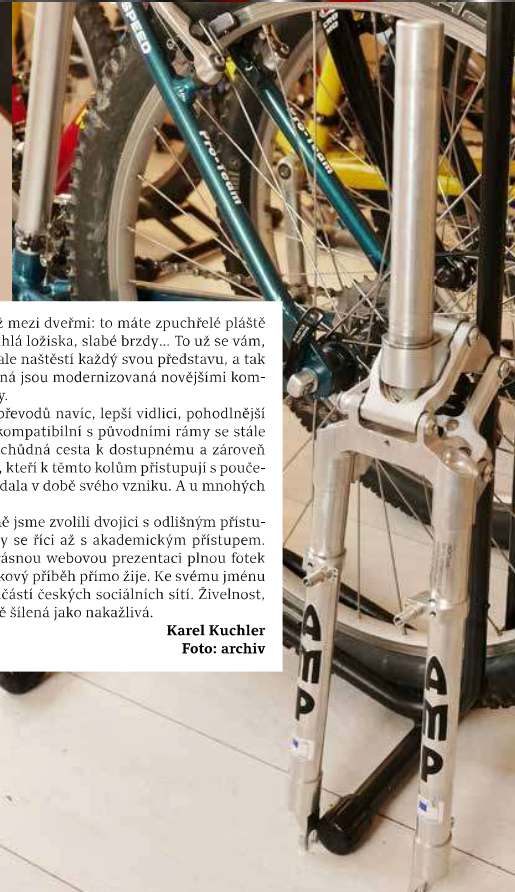 SPEED
Pro-Team
Pro-Team
ž mezi dveřmi: to máte zpuchřelé pláště
hlá ložiska, slabé brzdy... To už se vám,
ale naštěstí každý svou představu, a tak
ná jsou modernizovaná novějšími kom-
y.
převodů navíc, lepší vidlici, pohodlnější
kompatibilní s původními rámy se stále
chůdná cesta k dostupnému a zároveň
, kteří k těmto kolům přistupují s pouče-
dala v době svého vzniku. A u mnohých
ě jsme zvolili dvojici s odlišným přístu-
y se říci až s akademickým přístupem.
rásnou webovou prezentaci plnou fotek
kový příběh přímo žije. Ke svému jménu
částí českých sociálních sítí. Živelnost,
ě šílená jako nakažlivá.
Karel Kuchler
Foto: archiv
AMP
AMP